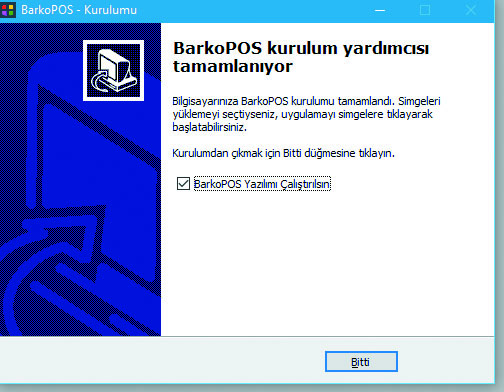 BarkoPOS - Kurulumu
BarkoPOS kurulum yardımcısı
tamamlanıyor
Bilgisayarınıza BarkoPOS kurulumu tamamlandı. Simgeleri
yüklemeyi seçtiyseniz, uygulamayı simgelere tıklayarak
başlatabilirsiniz.
Kurulumdan çıkmak için Bitti düğmesine tıklayın.
BarkoPOS Yazılımı Çalıştırılsın
Bitti